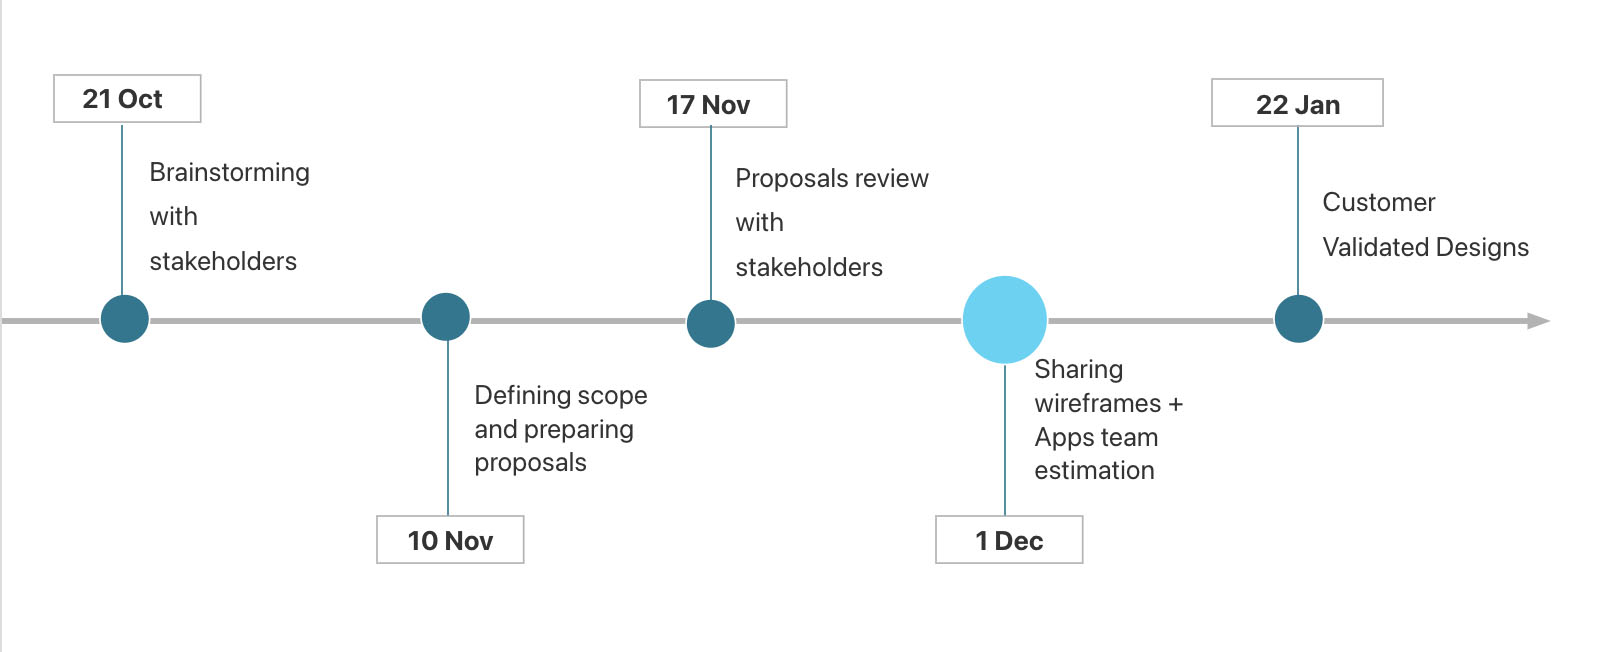 21 Oct
Brainstorming
with
stakeholders
Defining scope
and preparing
proposals
10 Nov
17 Nov
Proposals review
with
stakeholders
Sharing
wireframes +
Apps team
estimation
1 Dec
22 Jan
Customer
Validated Designs